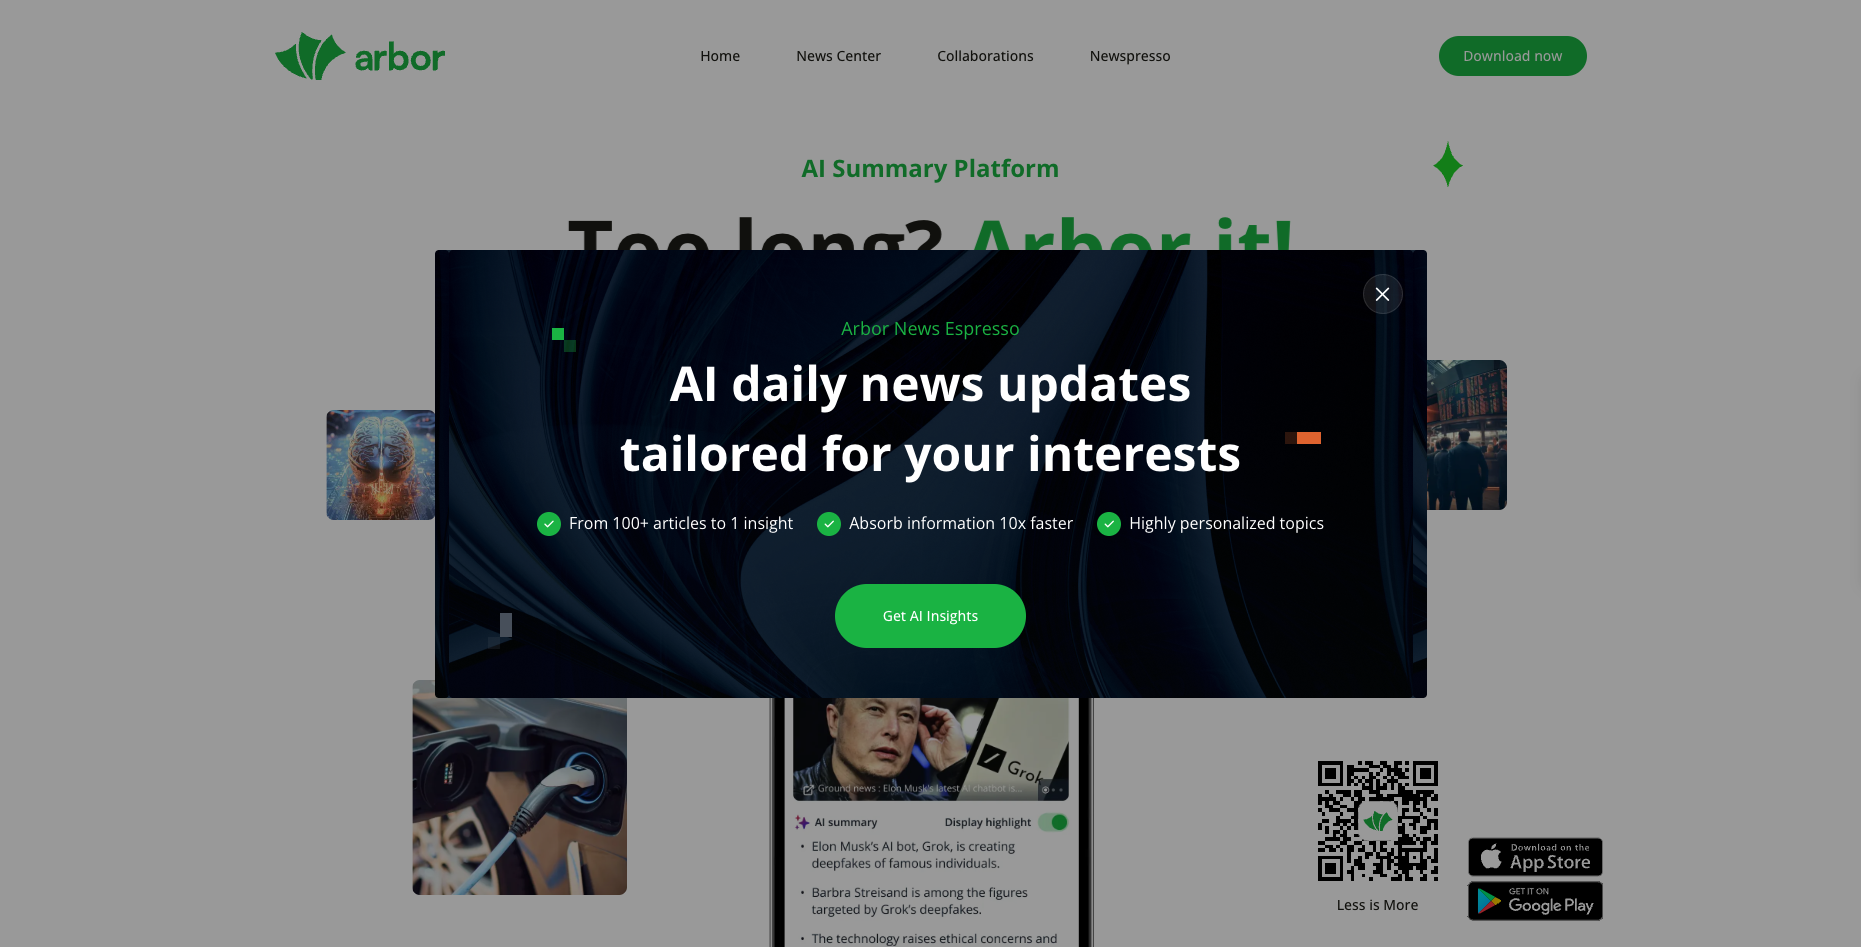 arbor
Home
News Center
Collaborations
Newspresso
Download now
AI Summary Platform
Too long? Arbor it!
Arbor News Espresso
AI daily news updates
tailored for your interests
From 100+ articles to 1 insight
Absorb information 10x faster
Highly personalized topics
Get AI Insights
Grok
Ground news : Elon Musk's latest AI chatbot is...
AI summary
Display highlight
• Elon Musk's AI bot, Grok, is creating
deepfakes of famous individuals.
• Barbra Streisand is among the figures
targeted by Grok's deepfakes.
• The technology raises ethical concerns and
Less is More
Download on the
App Store
GET IT ON
Google Play